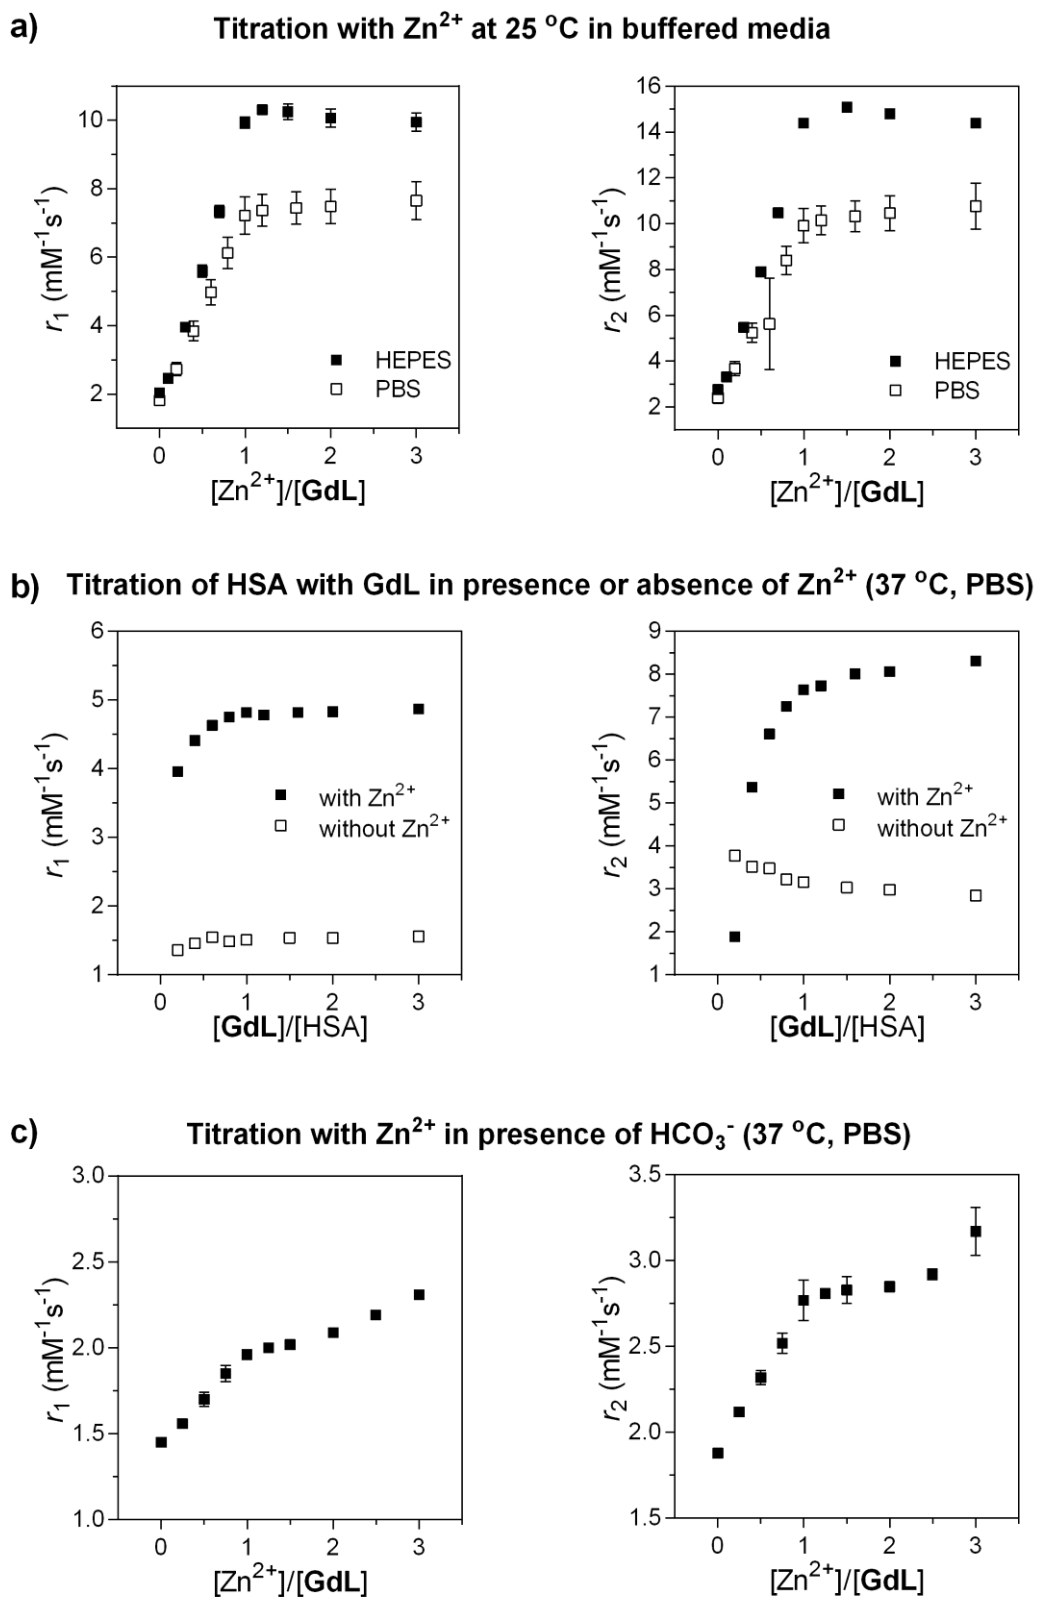 a) Titration with Zn²⁺ at 25 °C in buffered media
r₁ (mM⁻¹s⁻¹)
10
8
6
4
2
HEPES
PBS
0 1 2 3
[Zn²⁺]/[GdL]
r₂ (mM⁻¹s⁻¹)
16
14
12
10
8
6
4
2
HEPES
PBS
0 1 2 3
[Zn²⁺]/[GdL]
b) Titration of HSA with GdL in presence or absence of Zn²⁺ (37 °C, PBS)
r₁ (mM⁻¹s⁻¹)
6
5
4
3
2
1
with Zn²⁺
without Zn²⁺
0 1 2 3
[GdL]/[HSA]
r₂ (mM⁻¹s⁻¹)
9
8
7
6
5
4
3
2
1
with Zn²⁺
without Zn²⁺
0 1 2 3
[GdL]/[HSA]
c) Titration with Zn²⁺ in presence of HCO₃⁻ (37 °C, PBS)
r₁ (mM⁻¹s⁻¹)
3.0
2.5
2.0
1.5
1.0
0 1 2 3
[Zn²⁺]/[GdL]
r₂ (mM⁻¹s⁻¹)
3.5
3.0
2.5
2.0
1.5
0 1 2 3
[Zn²⁺]/[GdL]